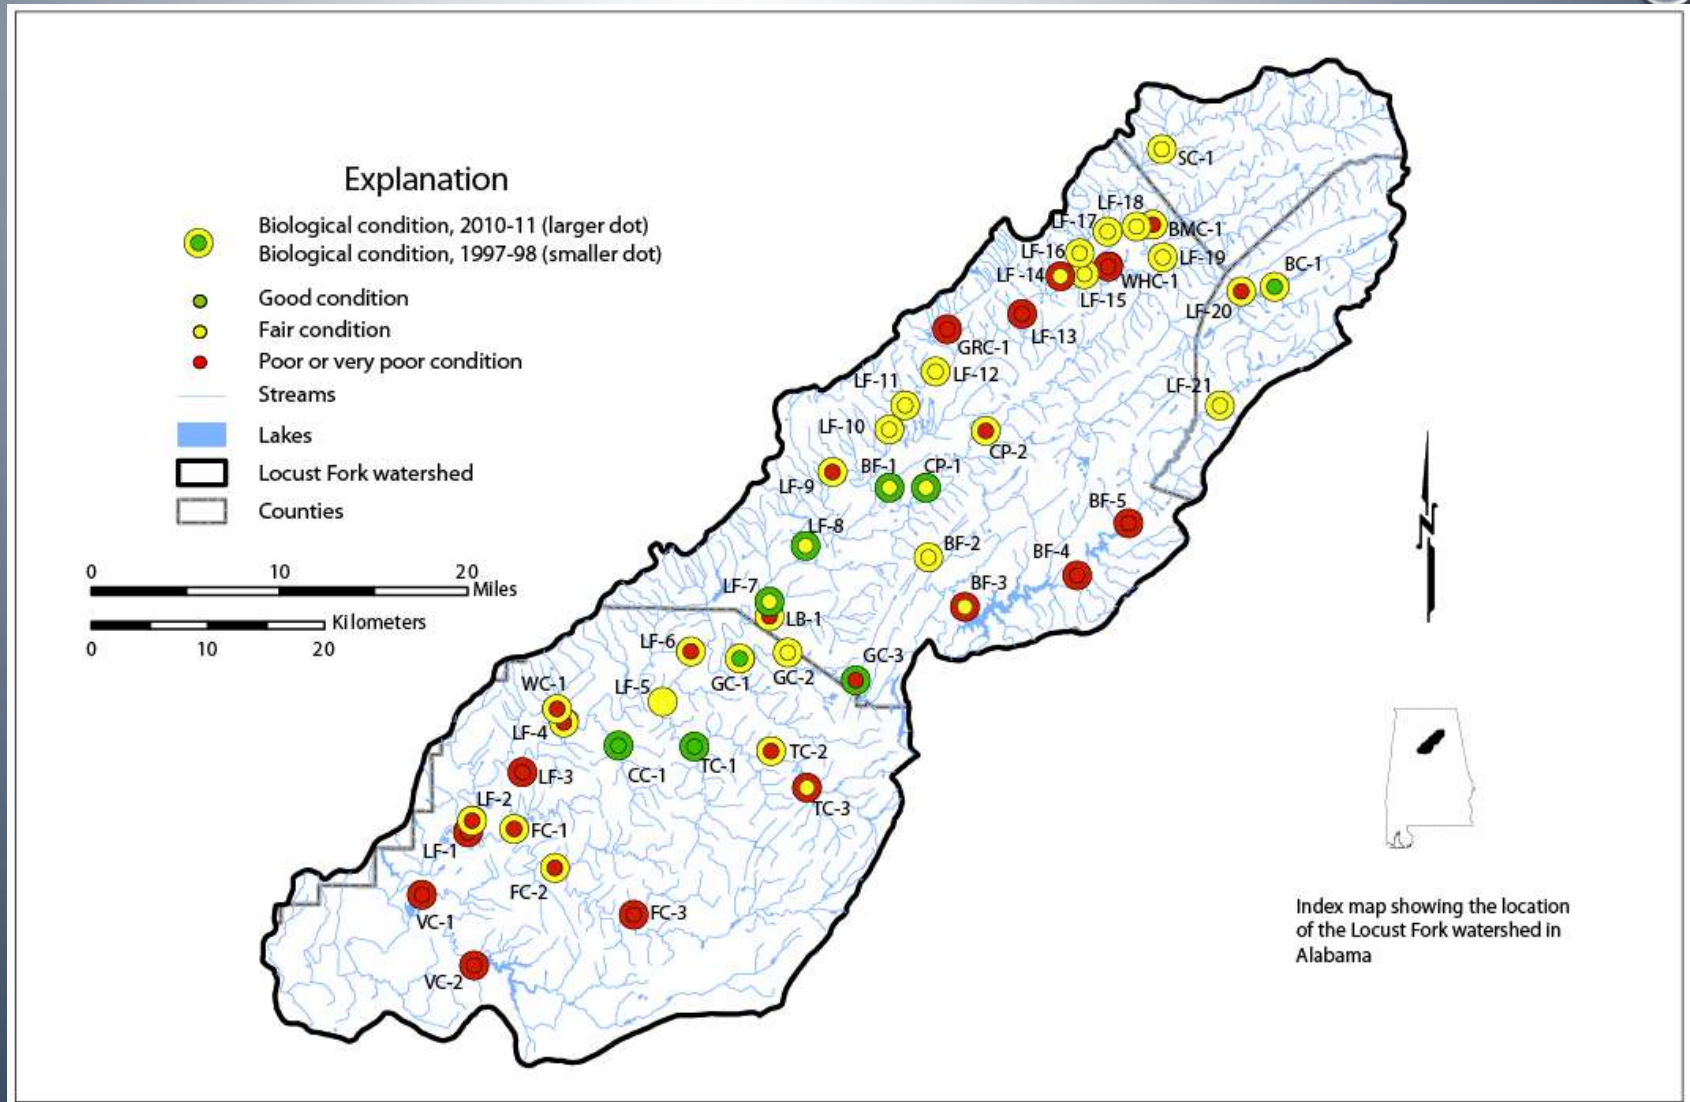 Explanation
Biological condition, 2010-11 (larger dot)
Biological condition, 1997-98 (smaller dot)
Good condition
Fair condition
Poor or very poor condition
Streams
Lakes
Locust Fork watershed
Counties
0 10 20
Miles
Kilometers
0 10 20
SC-1
LF-18
LF-17
BMC-1
LF-16
LF-19
LF -14
WHC-1
BC-1
LF-15
LF-20
LF-13
GRC-1
LF-12
LF-11
LF-21
LF-10
CP-2
BF-1
CP-1
LF-9
BF-5
LF-8
BF-2
BF-4
BF-3
LF-7
LB-1
LF-6
GC-3
GC-1
GC-2
WC-1
LF-5
LF-4
TC-2
TC-1
CC-1
LF-3
LF-2
TC-3
FC-1
LF-1
FC-2
FC-3
VC-1
VC-2
N
Index map showing the location
of the Locust Fork watershed in
Alabama